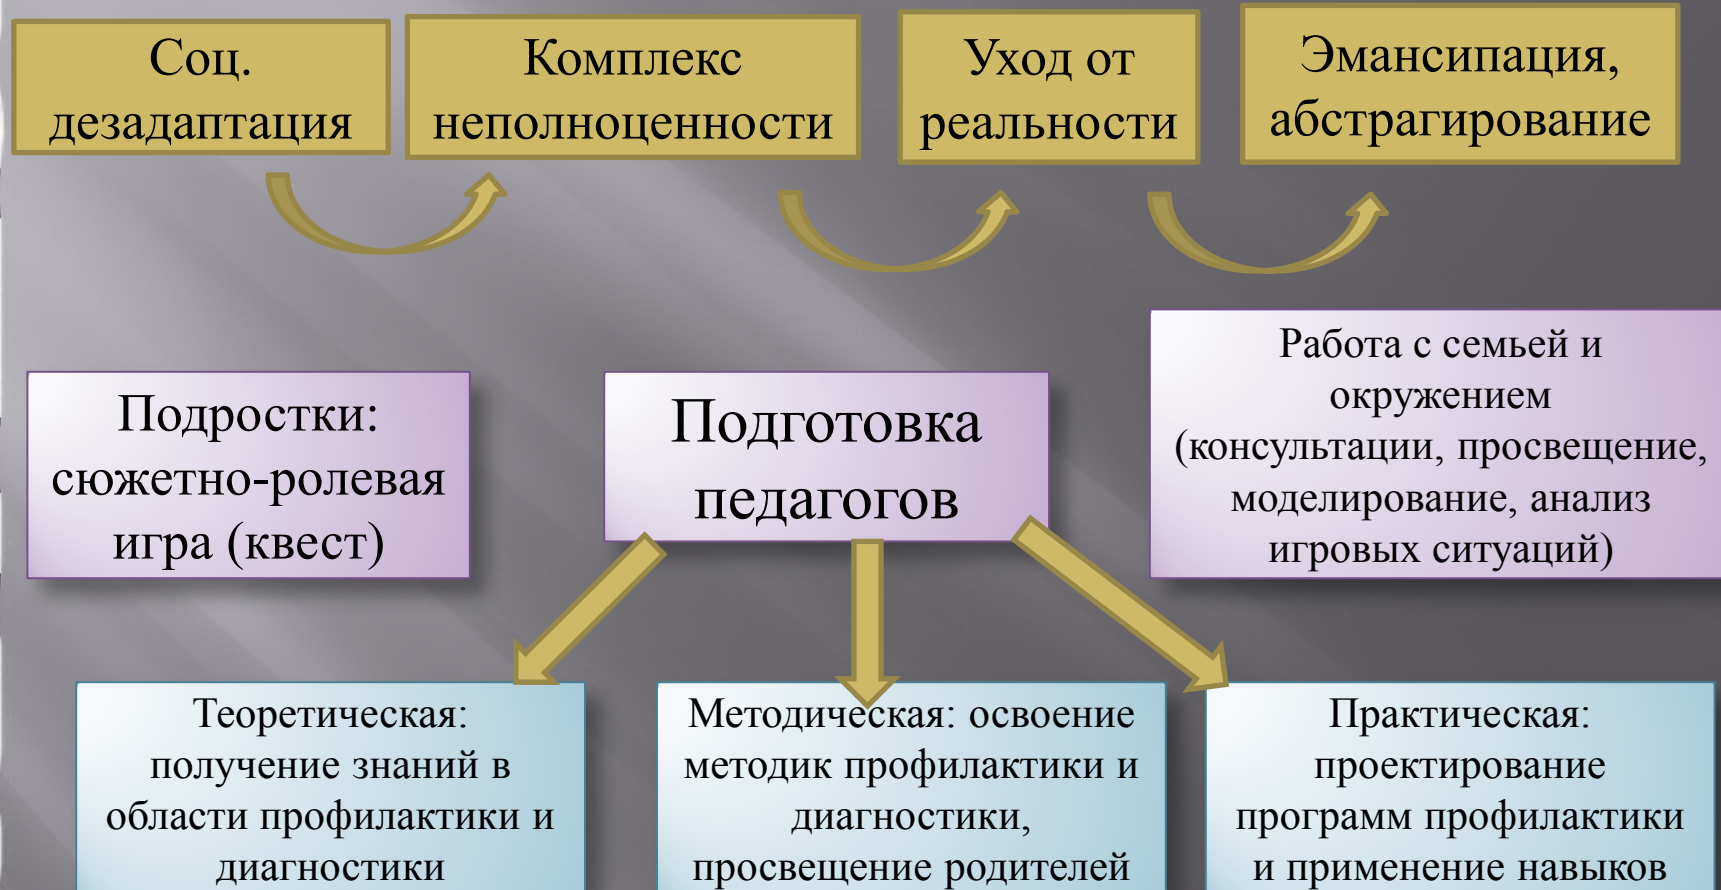 Соц.
дезадаптация
Комплекс
неполноценности
Уход от
реальности
Эмансипация,
абстрагирование
Подростки:
сюжетно-ролевая
игра (квест)
Подготовка
педагогов
Работа с семьей и
окружением
(консультации, просвещение,
моделирование, анализ
игровых ситуаций)
Теоретическая:
получение знаний в
области профилактики и
диагностики
Методическая: освоение
методик профилактики и
диагностики,
просвещение родителей
Практическая:
проектирование
программ профилактики
и применение навыков